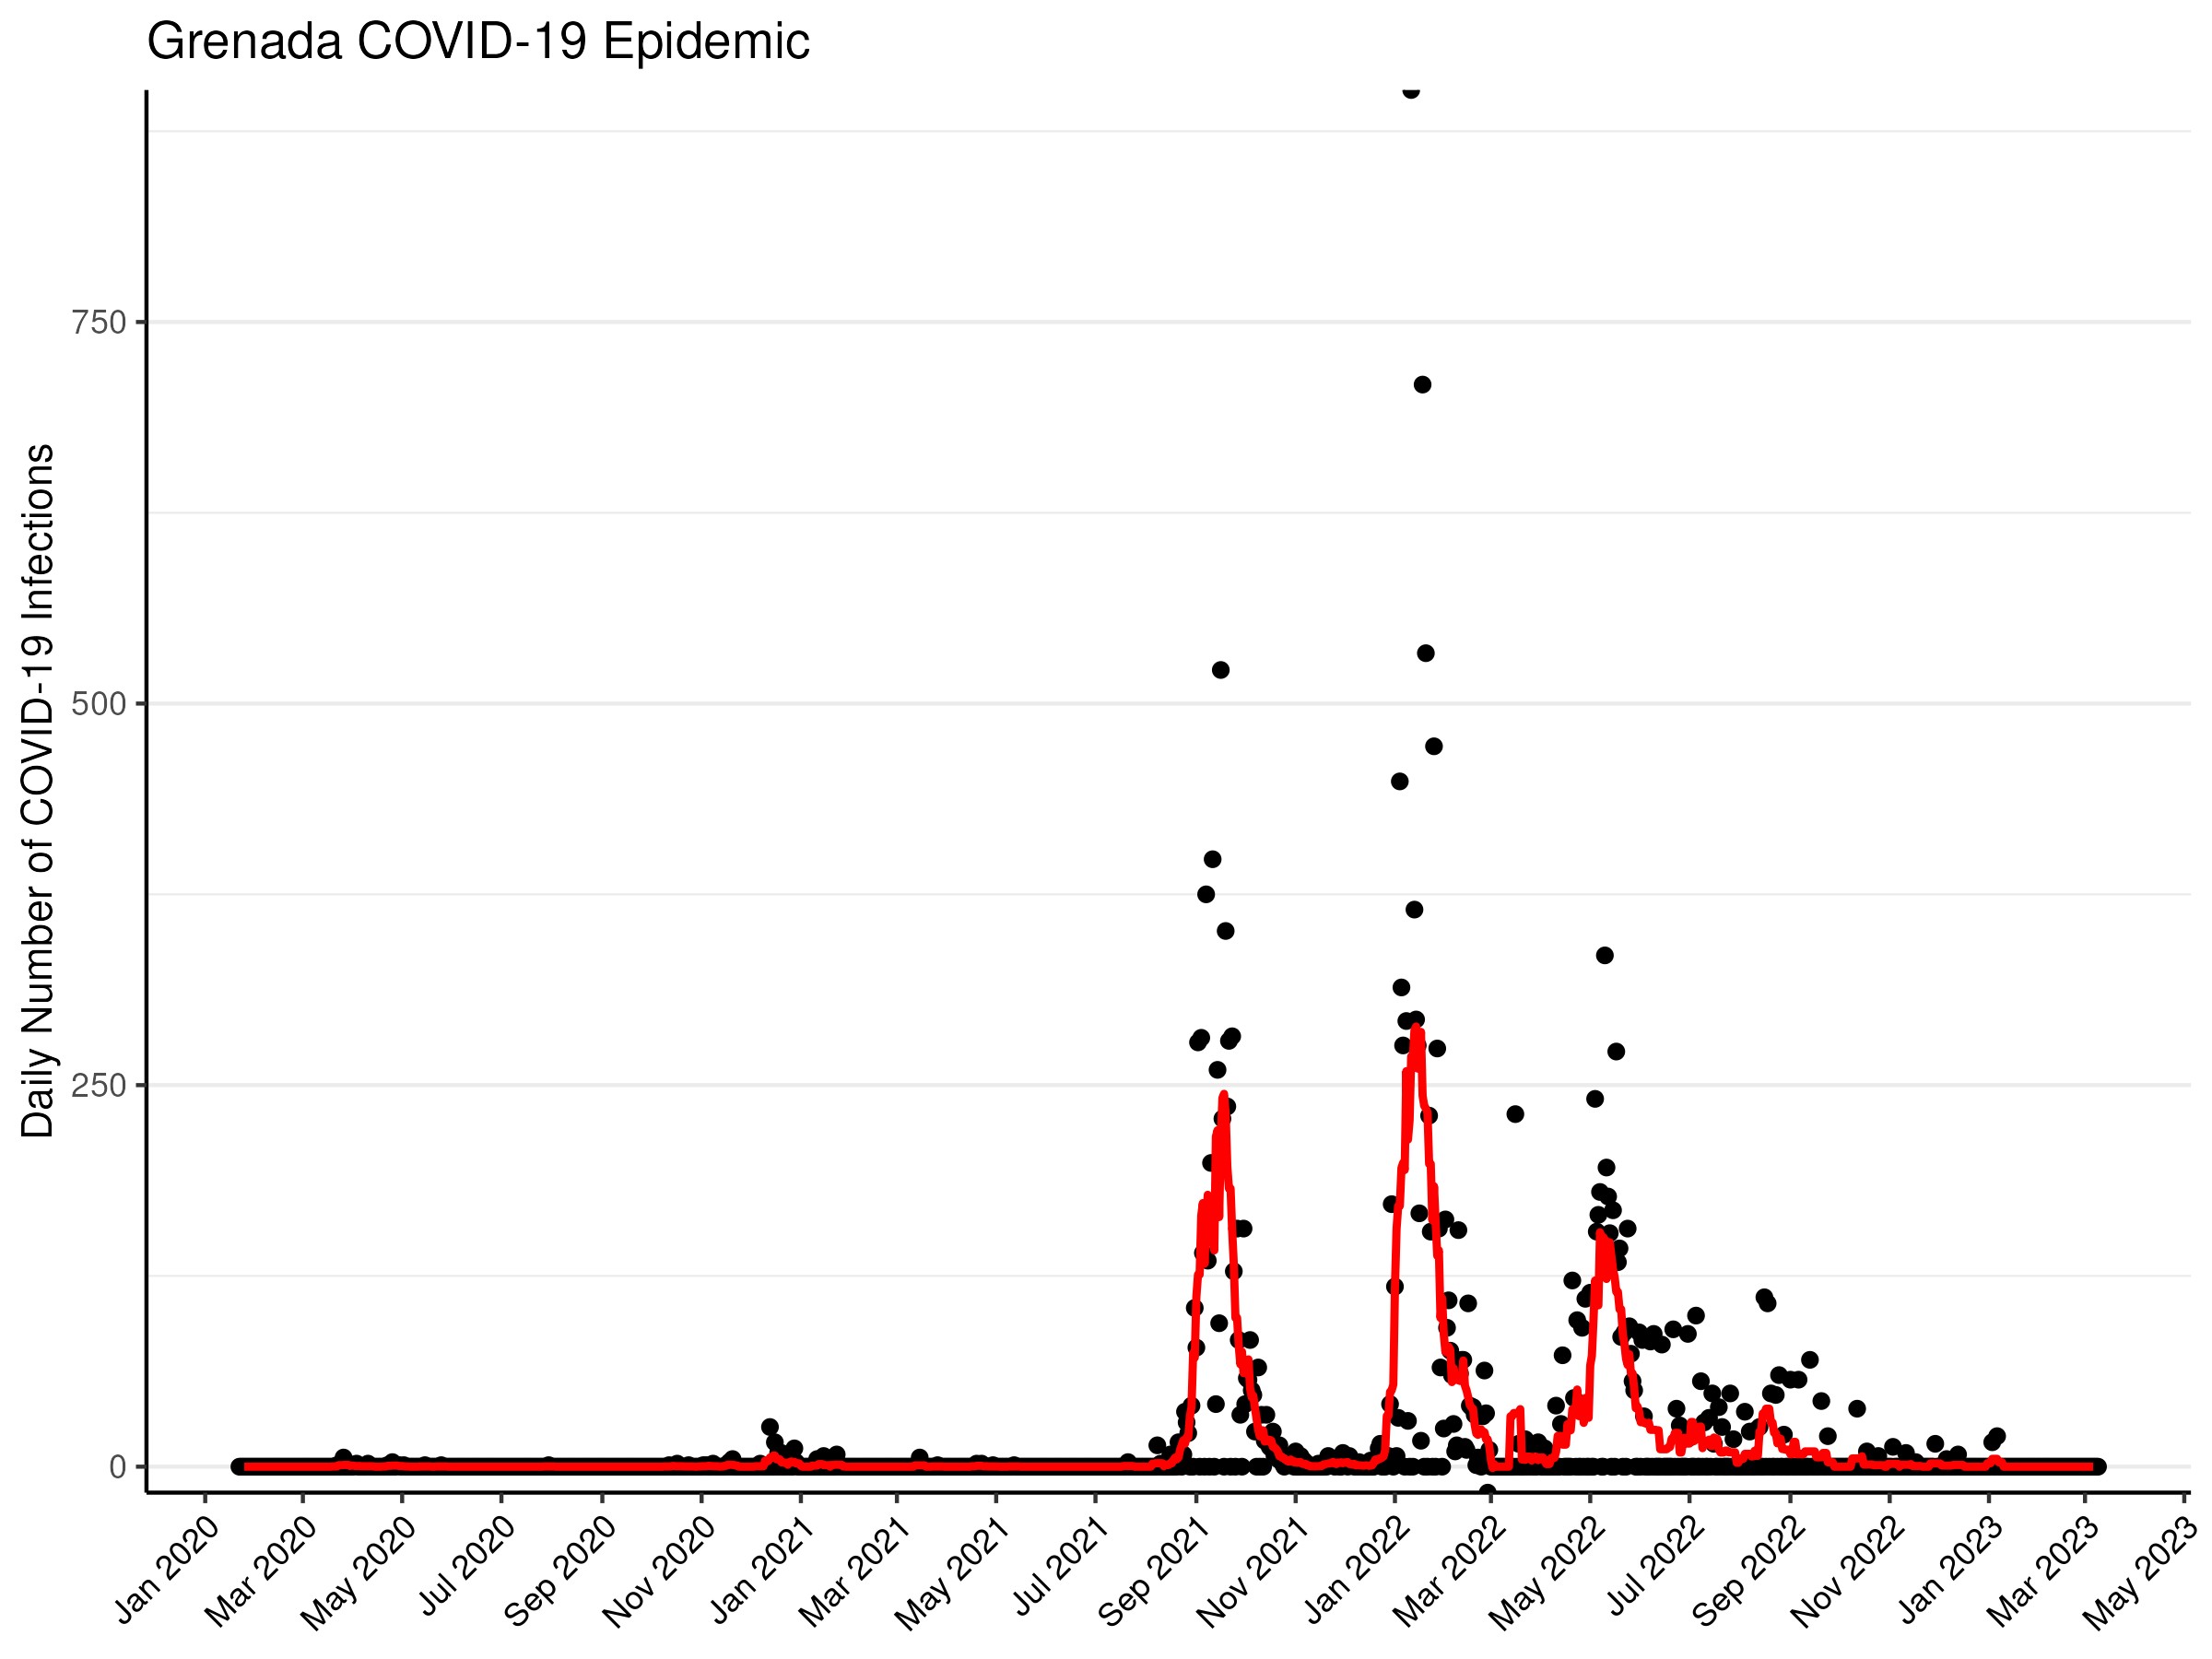 Grenada COVID-19 Epidemic
Daily Number of COVID-19 Infections
750
500
250
0
Jan 2020
Mar 2020
May 2020
Jul 2020
Sep 2020
Nov 2020
Jan 2021
Mar 2021
May 2021
Jul 2021
Sep 2021
Nov 2021
Jan 2022
Mar 2022
May 2022
Jul 2022
Sep 2022
Nov 2022
Jan 2023
Mar 2023
May 2023